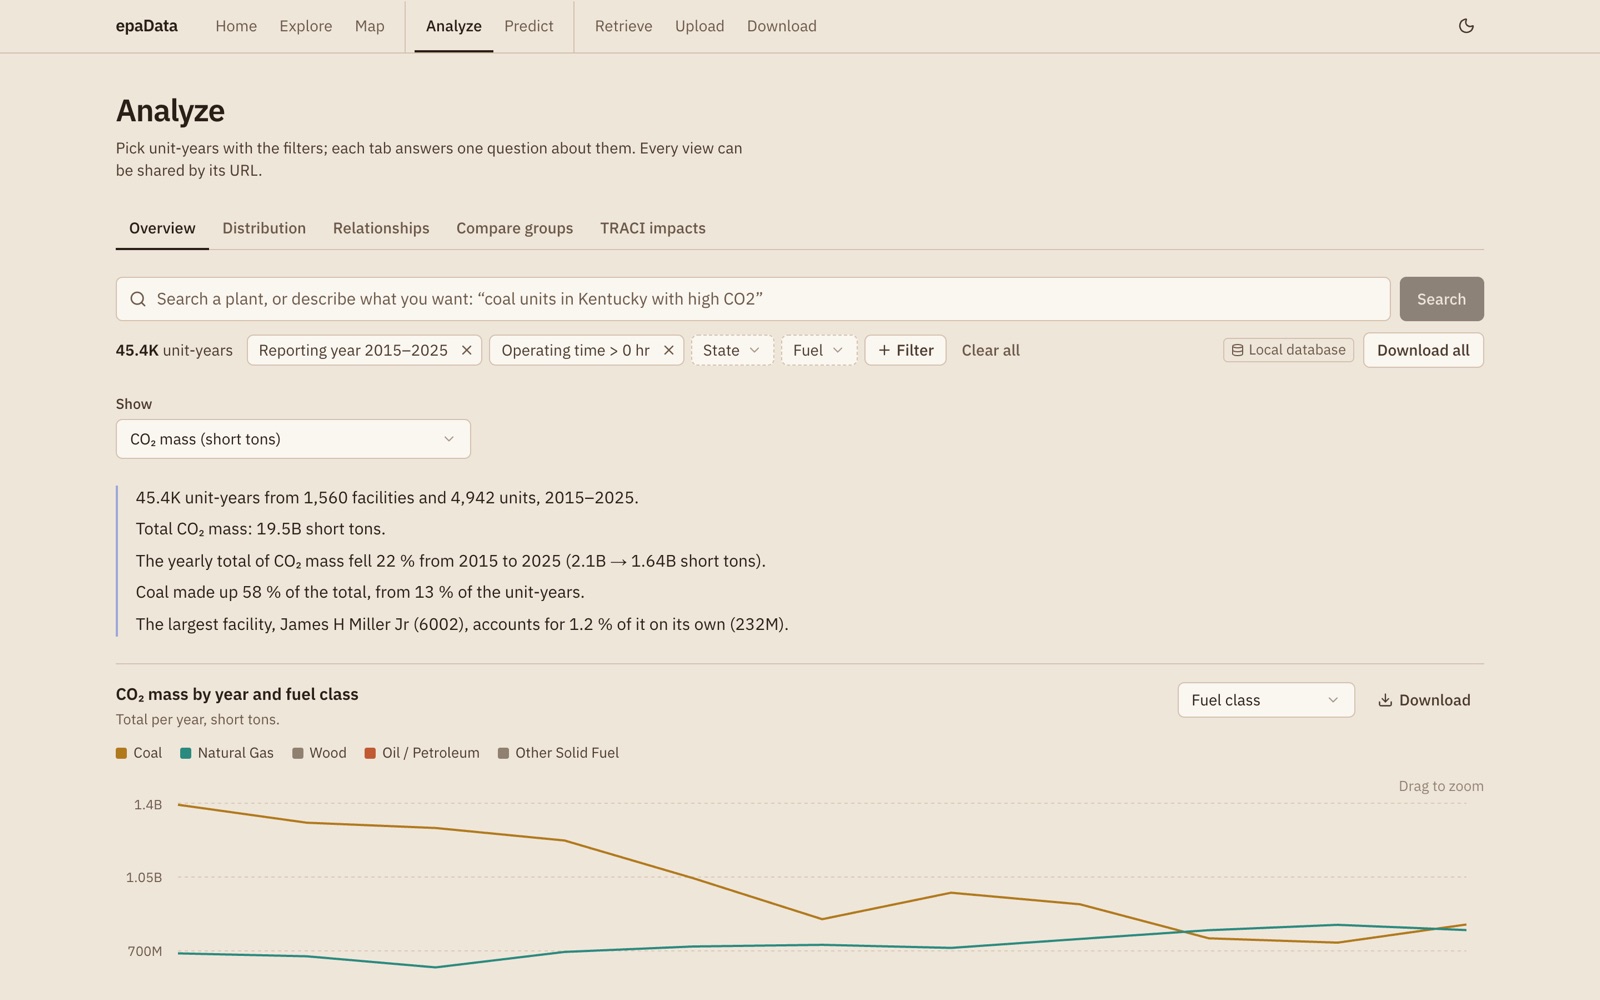 epaData Home Explore Map Analyze Predict Retrieve Upload Download
Analyze
Pick unit-years with the filters; each tab answers one question about them. Every view can
be shared by its URL.
Overview Distribution Relationships Compare groups TRACI impacts
Search a plant, or describe what you want: “coal units in Kentucky with high CO2” Search
45.4K unit-years Reporting year 2015–2025 × Operating time > 0 hr × State Fuel + Filter Clear all Local database Download all
Show
CO₂ mass (short tons)
45.4K unit-years from 1,560 facilities and 4,942 units, 2015–2025.
Total CO₂ mass: 19.5B short tons.
The yearly total of CO₂ mass fell 22 % from 2015 to 2025 (2.1B → 1.64B short tons).
Coal made up 58 % of the total, from 13 % of the unit-years.
The largest facility, James H Miller Jr (6002), accounts for 1.2 % of it on its own (232M).
CO₂ mass by year and fuel class
Fuel class Download
Total per year, short tons.
Coal Natural Gas Wood Oil / Petroleum Other Solid Fuel
Drag to zoom
1.4B
1.05B
700M